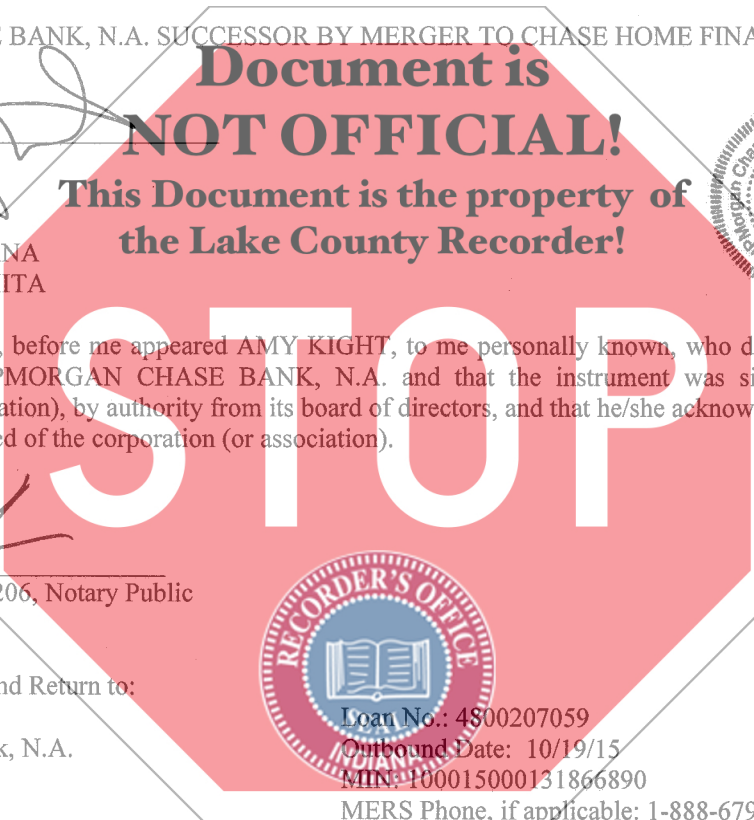 E BANK, N.A. SUCCESSOR BY MERGER TO CHASE HOME FINA
Document is
NOT OFFICIAL!
This Document is the property of
the Lake County Recorder!
NA
ITA
, before me appeared AMY KIGHT, to me personally known, who d
PMORGAN CHASE BANK, N.A. and that the instrument was si
ation), by authority from its board of directors, and that he/she acknow
ed of the corporation (or association).
STOP
206, Notary Public
RECORDER'S OFFICE
SEAL
INDIANA
nd Return to:
Loan No.: 4800207059
k, N.A.
Outbound Date: 10/19/15
MIN: 100015000131866890
MERS Phone, if applicable: 1-888-679